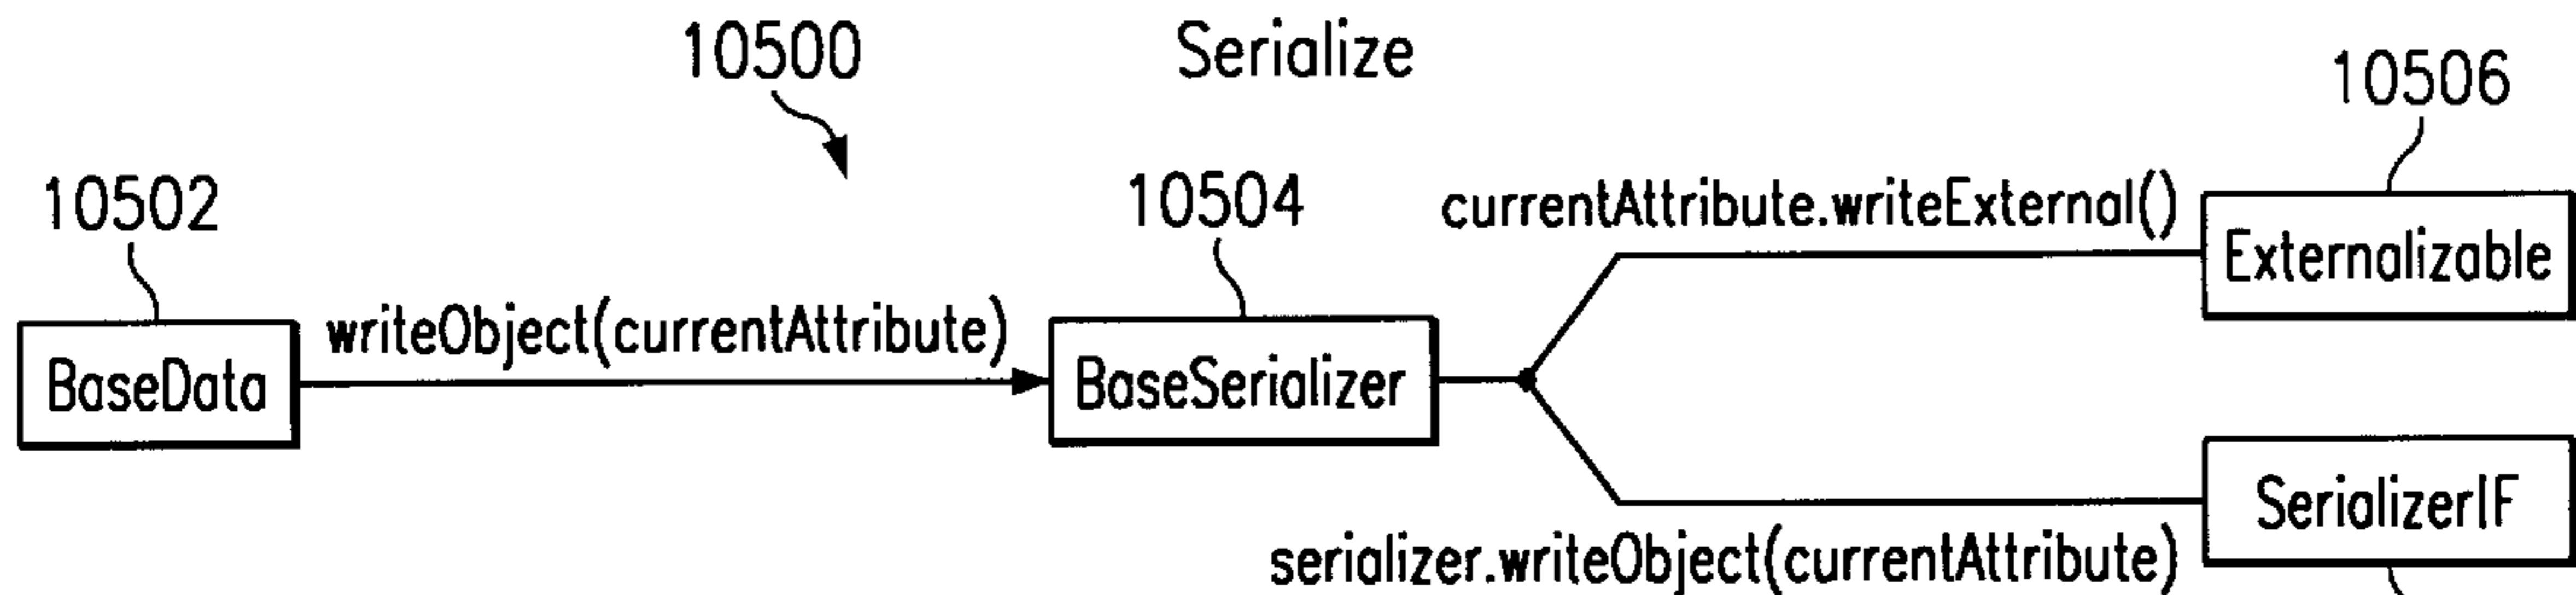 10500
Serialize
10506
10502
10504
currentAttribute.writeExternal()
Externalizable
writeObject(currentAttribute)
BaseData
BaseSerializer
SerializerIF
serializer.writeObject(currentAttribute)